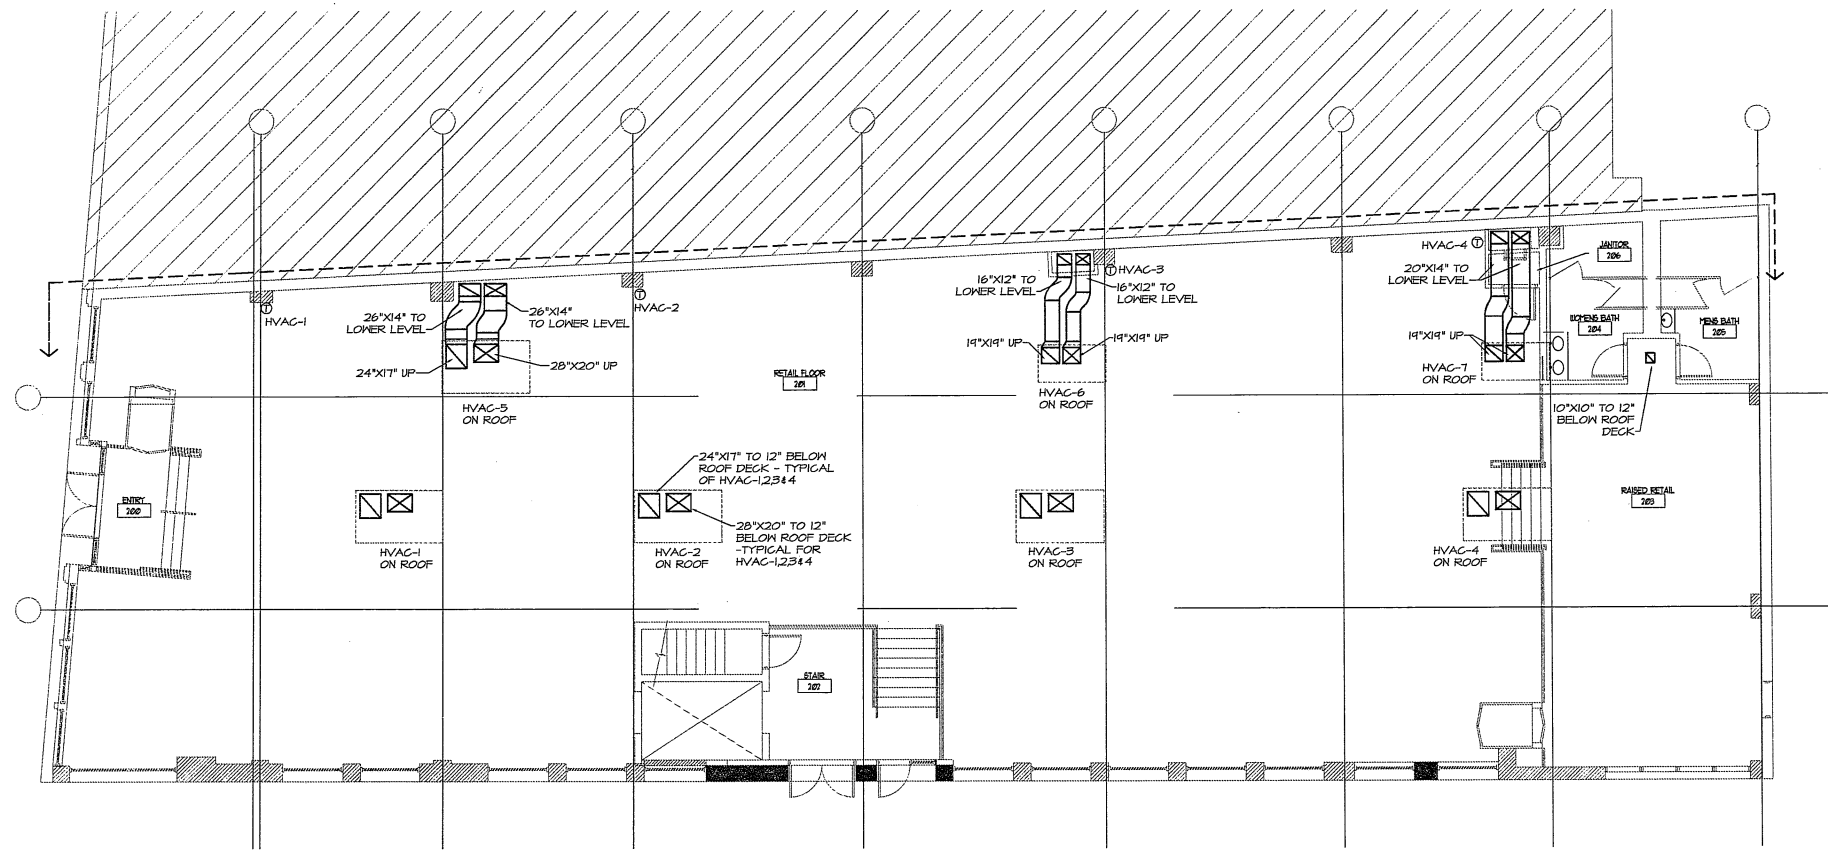 HVAC-4
JANITOR
206
20"X14" TO
LOWER LEVEL
HVAC-3
16"X12" TO
LOWER LEVEL
16"X12" TO
LOWER LEVEL
HVAC-1
26"X14" TO
LOWER LEVEL
26"X14"
TO LOWER LEVEL
HVAC-2
WOMENS BATH
204
MENS BATH
205
19"X19" UP
19"X19" UP
19"X19" UP
24"X17" UP
28"X20" UP
RETAIL FLOOR
201
HVAC-7
ON ROOF
HVAC-5
ON ROOF
HVAC-6
ON ROOF
10"X10" TO 12"
BELOW ROOF
DECK
24"X17" TO 12" BELOW
ROOF DECK - TYPICAL
OF HVAC-1,2,3&4
ENTRY
200
RAISED RETAIL
203
28"X20" TO 12"
BELOW ROOF DECK
-TYPICAL FOR
HVAC-1,2,3&4
HVAC-1
ON ROOF
HVAC-2
ON ROOF
HVAC-3
ON ROOF
HVAC-4
ON ROOF
STAIR
202